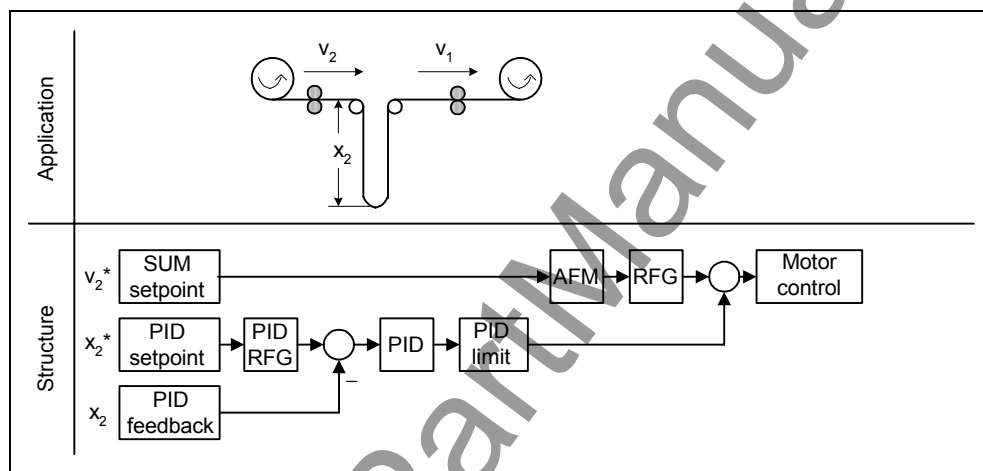 Application
v2
v1
x2
Structure
v2*
SUM
setpoint
AFM
RFG
Motor
control
x2*
PID
setpoint
PID
RFG
PID
PID
limit
–
x2
PID
feedback
PartManua